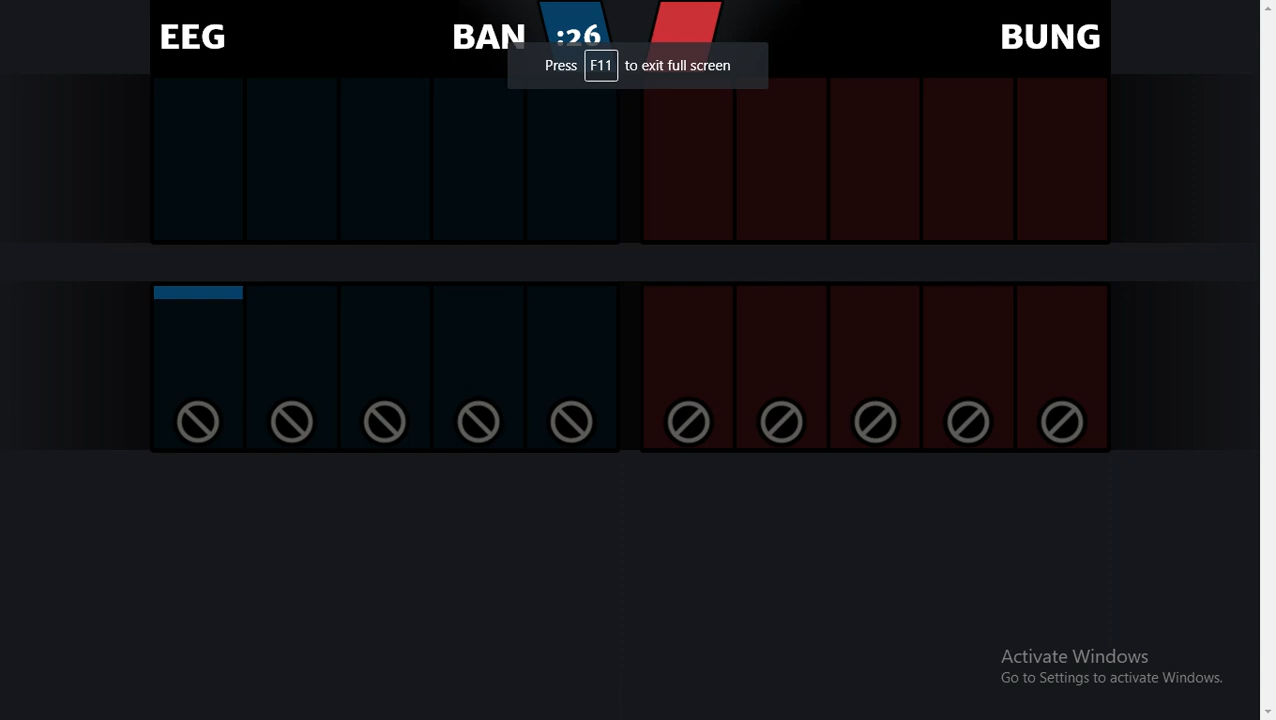 EEG BAN :26 BUNG
Press F11 to exit full screen
Activate Windows
Go to Settings to activate Windows.